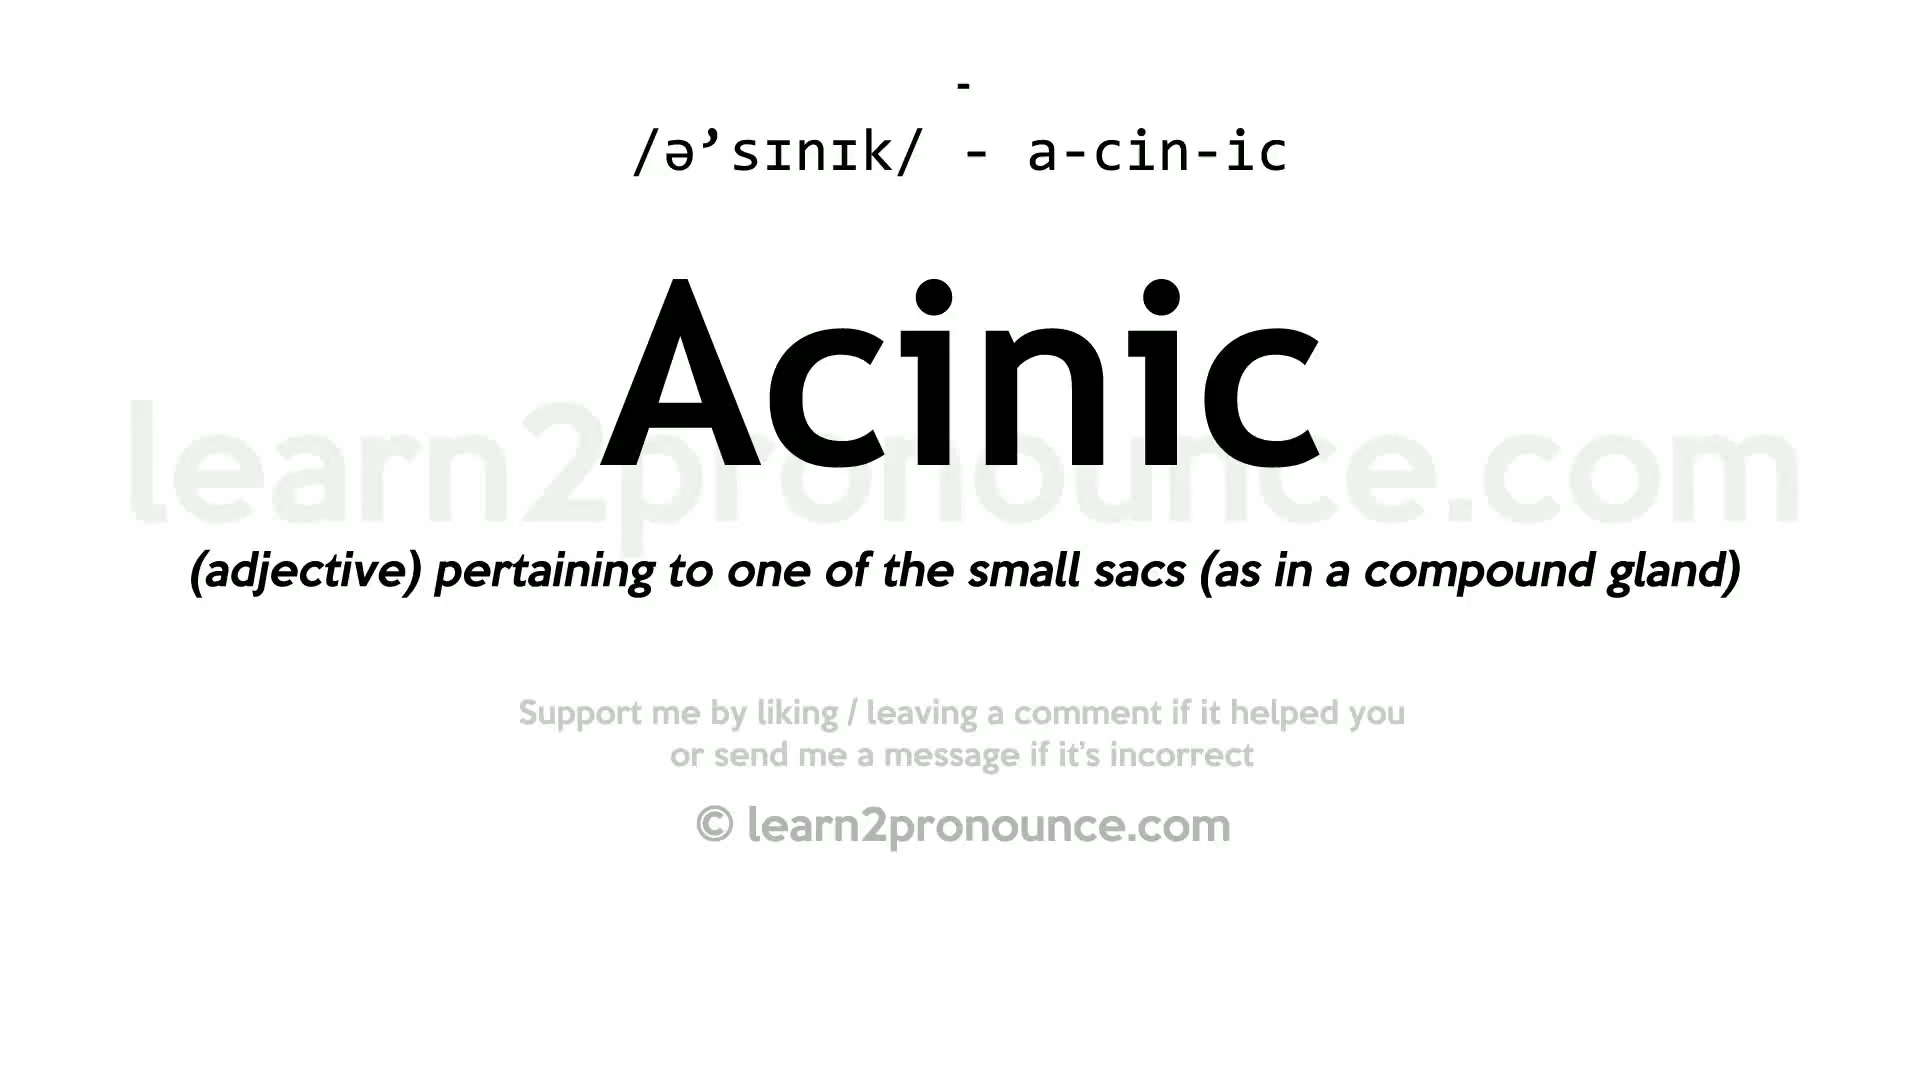 -
/ə’sɪnɪk/ - a-cin-ic
Acinic
learn2pronounce.com
(adjective) pertaining to one of the small sacs (as in a compound gland)
Support me by liking / leaving a comment if it helped you
or send me a message if it's incorrect
© learn2pronounce.com